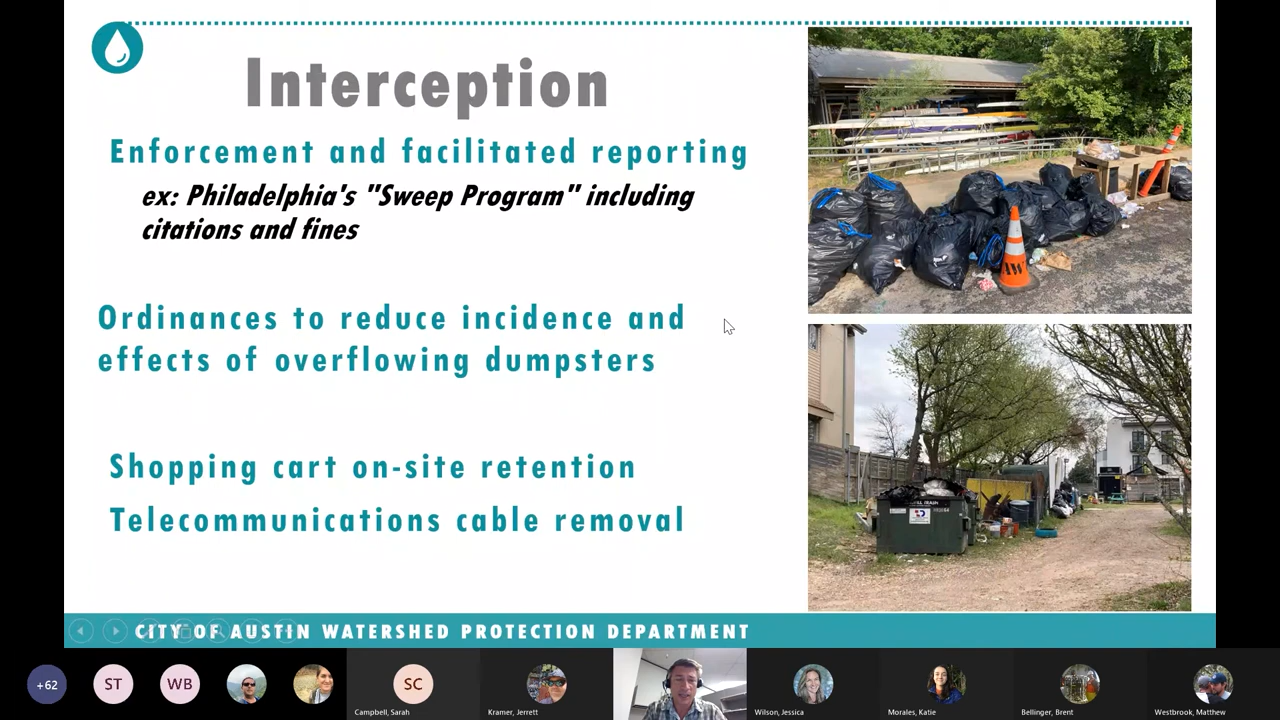 Interception
Enforcement and facilitated reporting
ex: Philadelphia's "Sweep Program" including
citations and fines
Ordinances to reduce incidence and
effects of overflowing dumpsters
Shopping cart on-site retention
Telecommunications cable removal
CITY OF AUSTIN WATERSHED PROTECTION DEPARTMENT
+62
ST
WB
SC
Campbell, Sarah
Kramer, Jerrett
Wilson, Jessica
Morales, Katie
Bellinger, Brent
Westbrook, Matthew